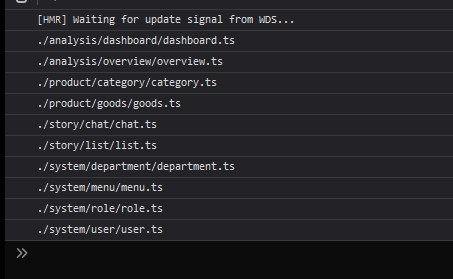 [HMR] Waiting for update signal from WDS...
./analysis/dashboard/dashboard.ts
./analysis/overview/overview.ts
./product/category/category.ts
./product/goods/goods.ts
./story/chat/chat.ts
./story/list/list.ts
./system/department/department.ts
./system/menu/menu.ts
./system/role/role.ts
./system/user/user.ts
»